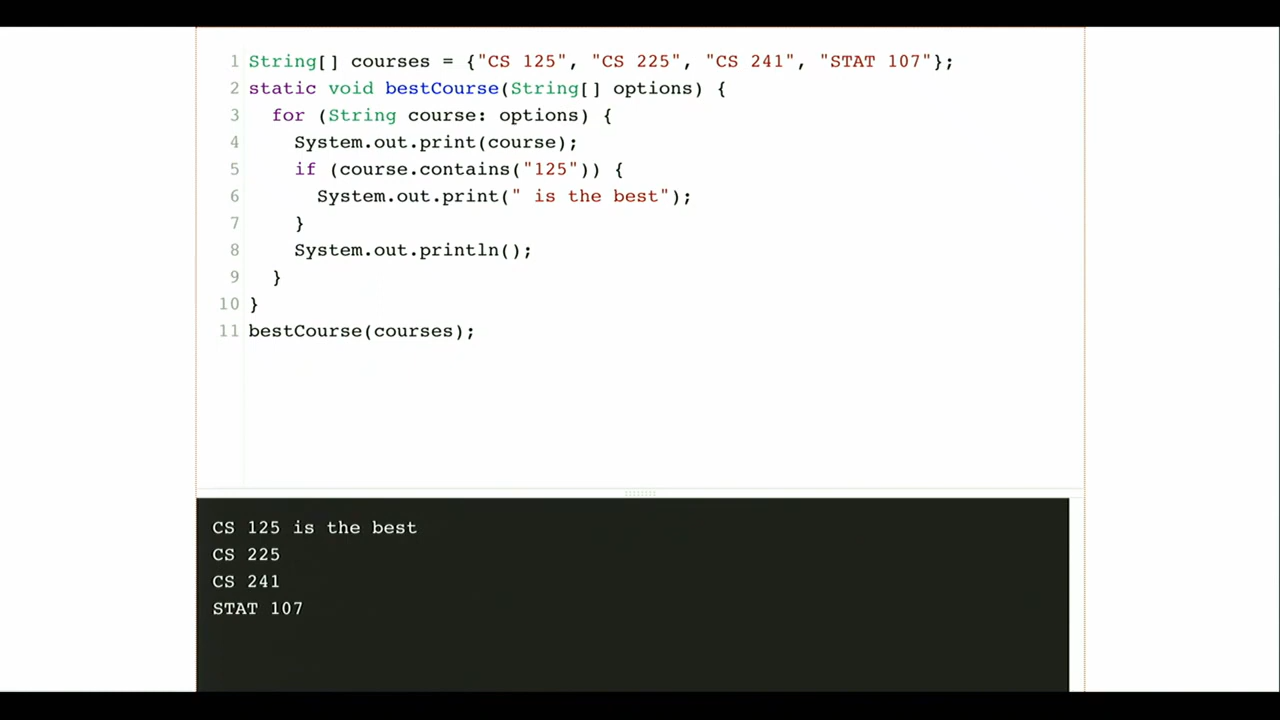 1 String[] courses = {"CS 125", "CS 225", "CS 241", "STAT 107"};
2 static void bestCourse(String[] options) {
3   for (String course: options) {
4     System.out.print(course);
5     if (course.contains("125")) {
6       System.out.print(" is the best");
7     }
8     System.out.println();
9   }
10 }
11 bestCourse(courses);
CS 125 is the best
CS 225
CS 241
STAT 107